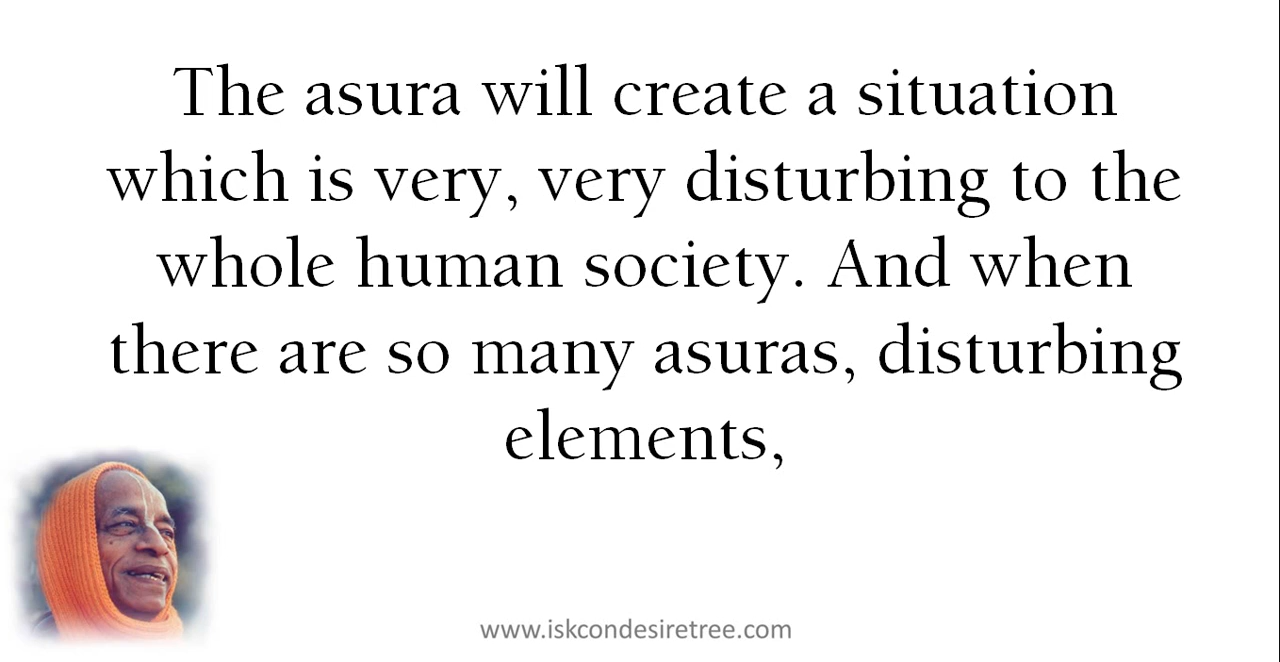 The asura will create a situation
which is very, very disturbing to the
whole human society. And when
there are so many asuras, disturbing
elements,
www.iskcondesiretree.com